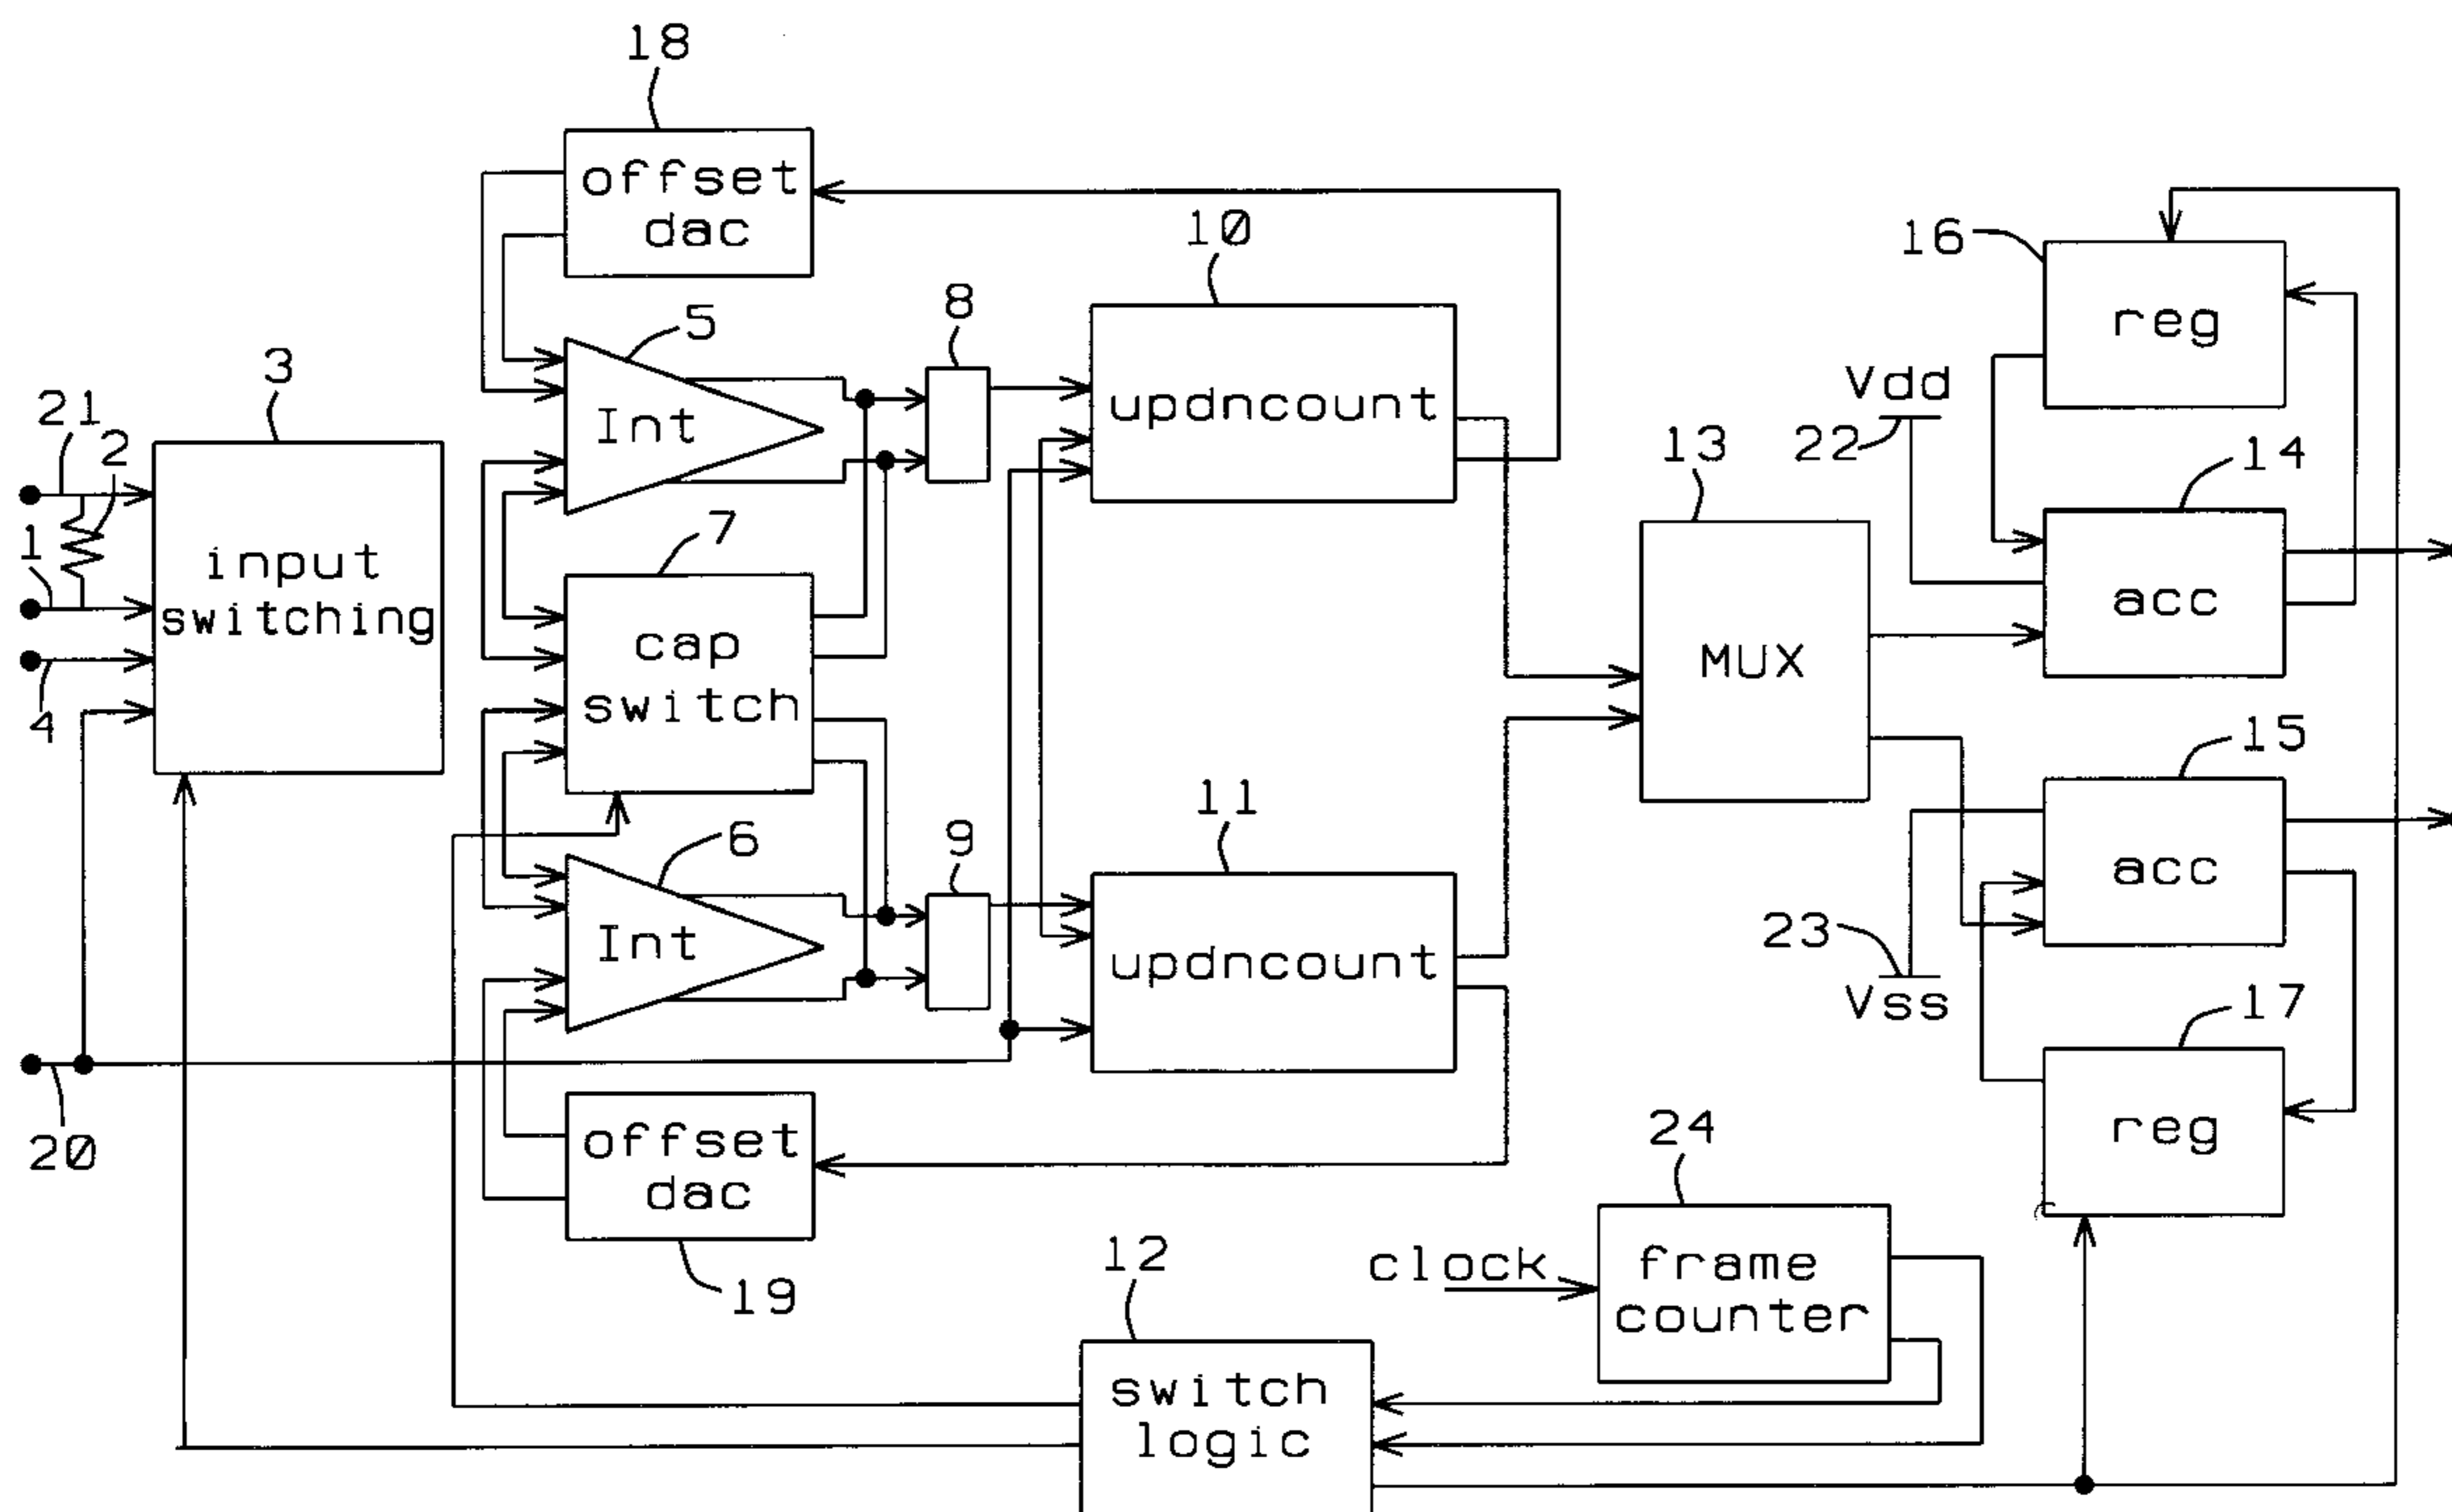 18
offset
dac
10
16
reg
5
8
3
Vdd
21
2
Int
updncount
22
13
14
1
7
input
switching
cap
switch
MUX
acc
4
15
6
9
11
acc
23
Int
updncount
Vss
17
20
offset
dac
24
reg
19
12
clock
frame
counter
switch
logic